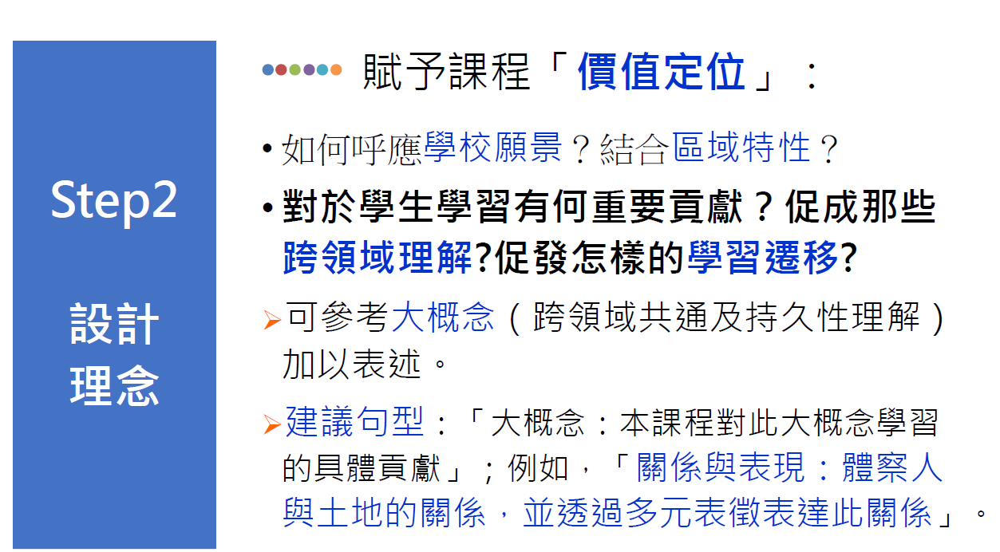 Step2
設計
理念
賦予課程「價值定位」：
•如何呼應學校願景？結合區域特性？
•對於學生學習有何重要貢獻？促成那些
跨領域理解?促發怎樣的學習遷移?
➢可參考大概念（跨領域共通及持久性理解）
加以表述。
➢建議句型：「大概念：本課程對此大概念學習
的具體貢獻」；例如，「關係與表現：體察人
與土地的關係，並透過多元表徵表達此關係」。